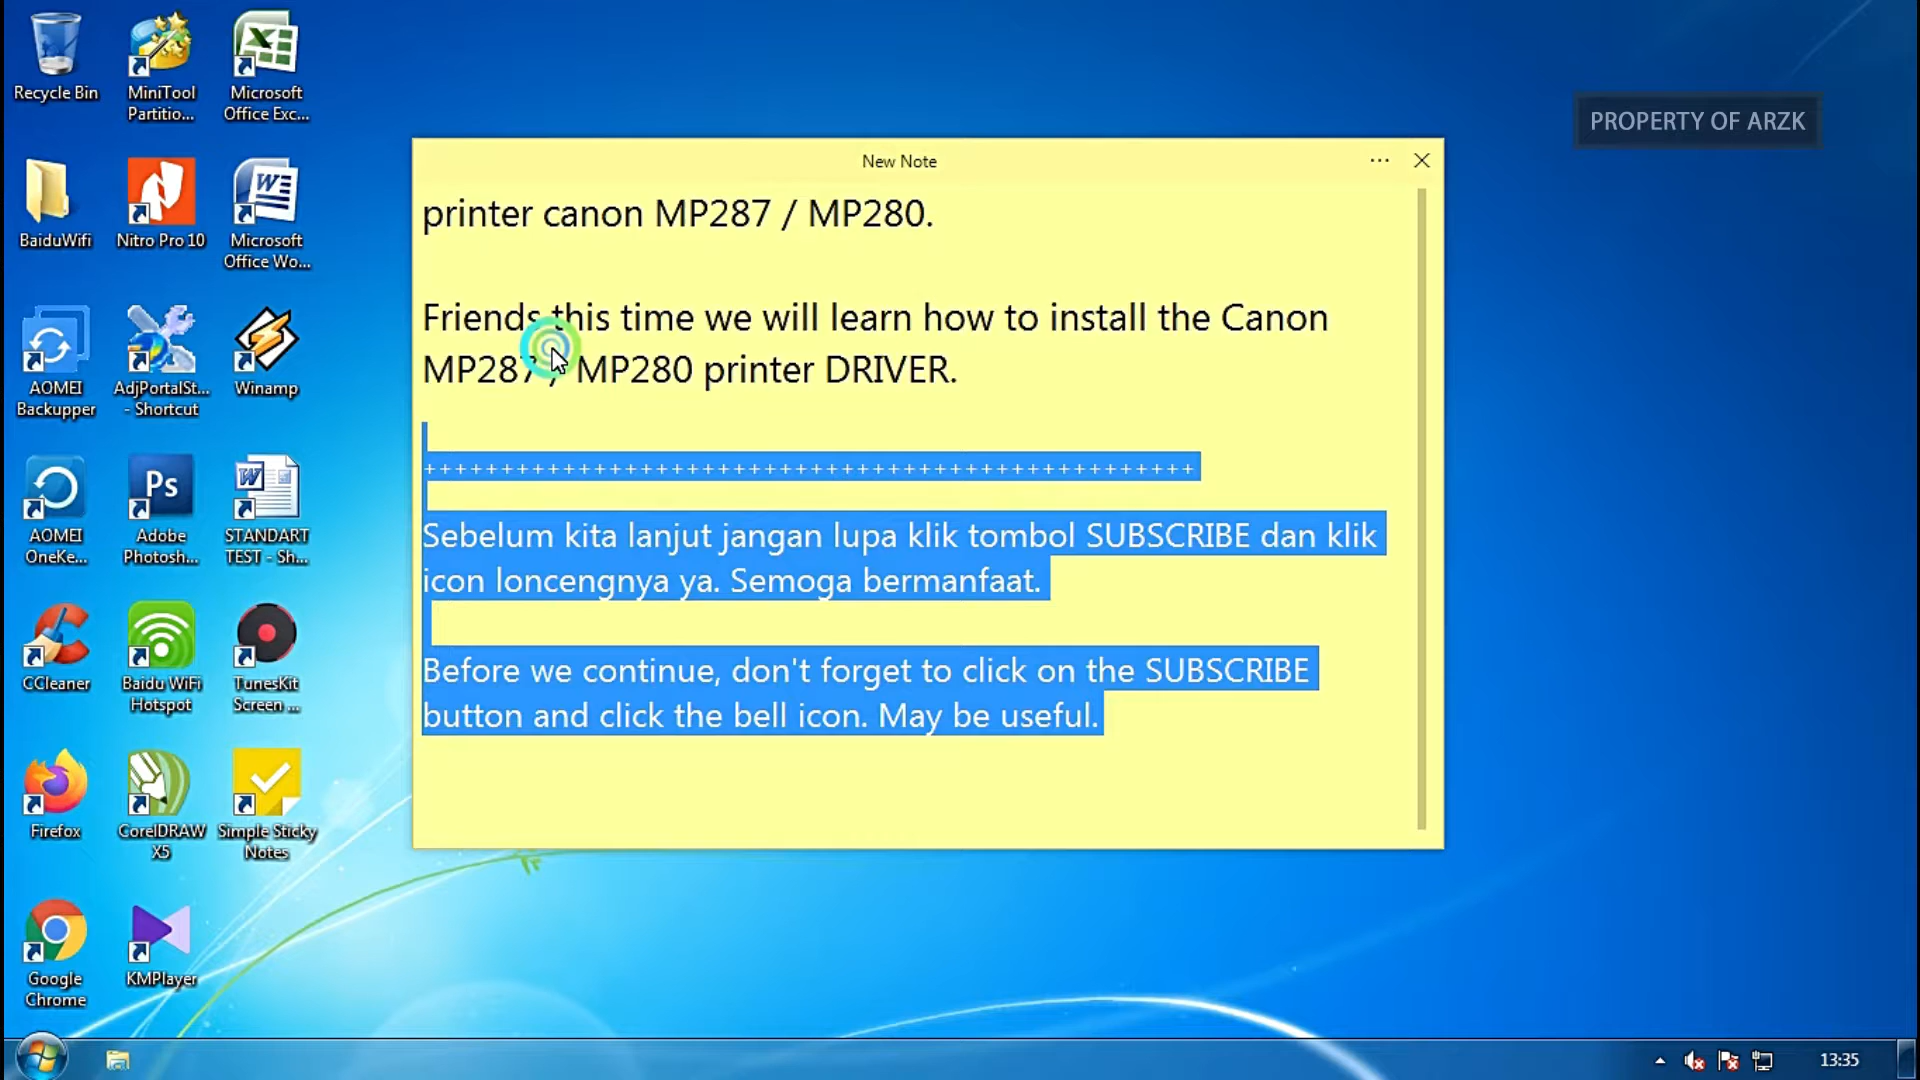 Recycle Bin
MiniTool
Partitio...
Microsoft
Office Exc...
PROPERTY OF ARZK
New Note
printer canon MP287 / MP280.
Friends this time we will learn how to install the Canon
MP287 / MP280 printer DRIVER.
++++++++++++++++++++++++++++++++++++++++++++++++++
Sebelum kita lanjut jangan lupa klik tombol SUBSCRIBE dan klik
icon loncengnya ya. Semoga bermanfaat.
Before we continue, don't forget to click on the SUBSCRIBE
button and click the bell icon. May be useful.
BaiduWifi
Nitro Pro 10
Microsoft
Office Wo...
AOMEI
Backupper
AdjPortalSt...
- Shortcut
Winamp
Ps
AOMEI
OneKe...
Adobe
Photosh...
STANDART
TEST - Sh...
CCleaner
Baidu WiFi
Hotspot
TunesKit
Screen ...
Firefox
CorelDRAW
X5
Simple Sticky
Notes
Google
Chrome
KMPlayer
13:35